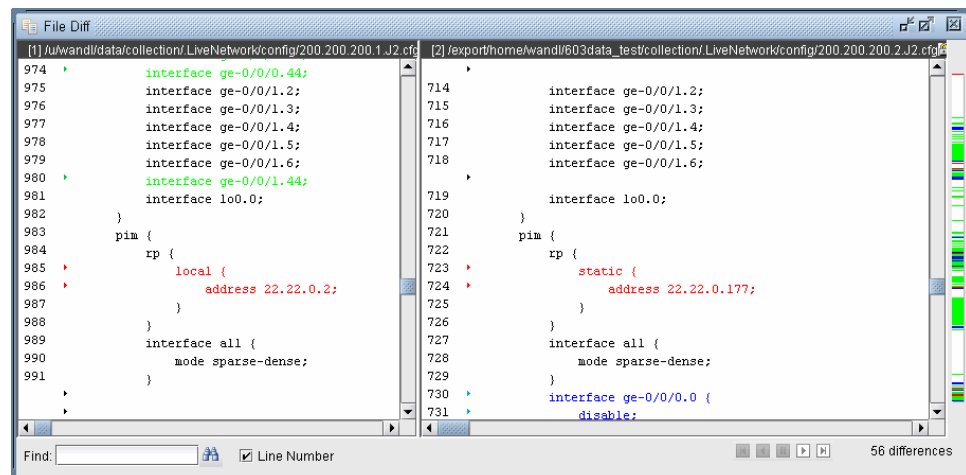 File Diff
[1] /u/wandl/data/collection/.LiveNetwork/config/200.200.200.1.J2.cfg
974 interface ge-0/0/0.44;
975 interface ge-0/0/1.2;
976 interface ge-0/0/1.3;
977 interface ge-0/0/1.4;
978 interface ge-0/0/1.5;
979 interface ge-0/0/1.6;
980 interface ge-0/0/1.44;
981 interface lo0.0;
982 }
983 pim {
984 rp {
985 local {
986 address 22.22.0.2;
987 }
988 }
989 interface all {
990 mode sparse-dense;
991 }
[2] /export/home/wandl/603data_test/collection/.LiveNetwork/config/200.200.200.2.J2.cfg
714 interface ge-0/0/1.2;
715 interface ge-0/0/1.3;
716 interface ge-0/0/1.4;
717 interface ge-0/0/1.5;
718 interface ge-0/0/1.6;
719 interface lo0.0;
720 }
721 pim {
722 rp {
723 static {
724 address 22.22.0.177;
725 }
726 }
727 interface all {
728 mode sparse-dense;
729 }
730 interface ge-0/0/0.0 {
731 disable;
Find:
Line Number
56 differences